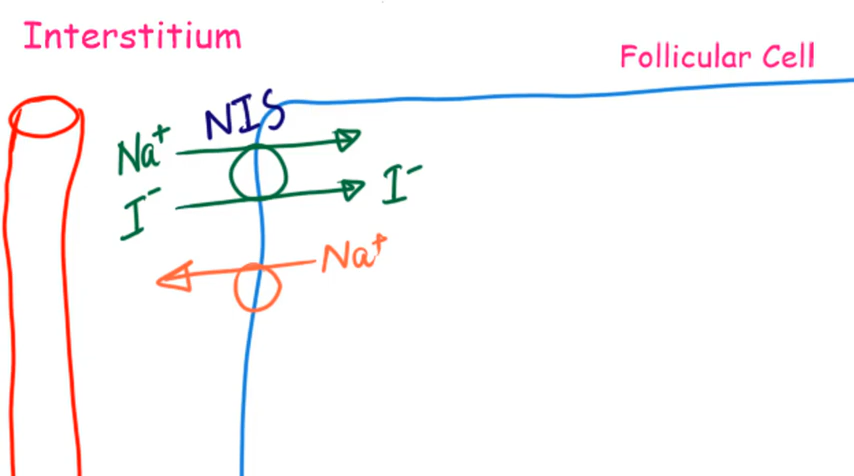 Interstitium
Follicular Cell
NIS
Na⁺
I⁻
I⁻
Na⁺